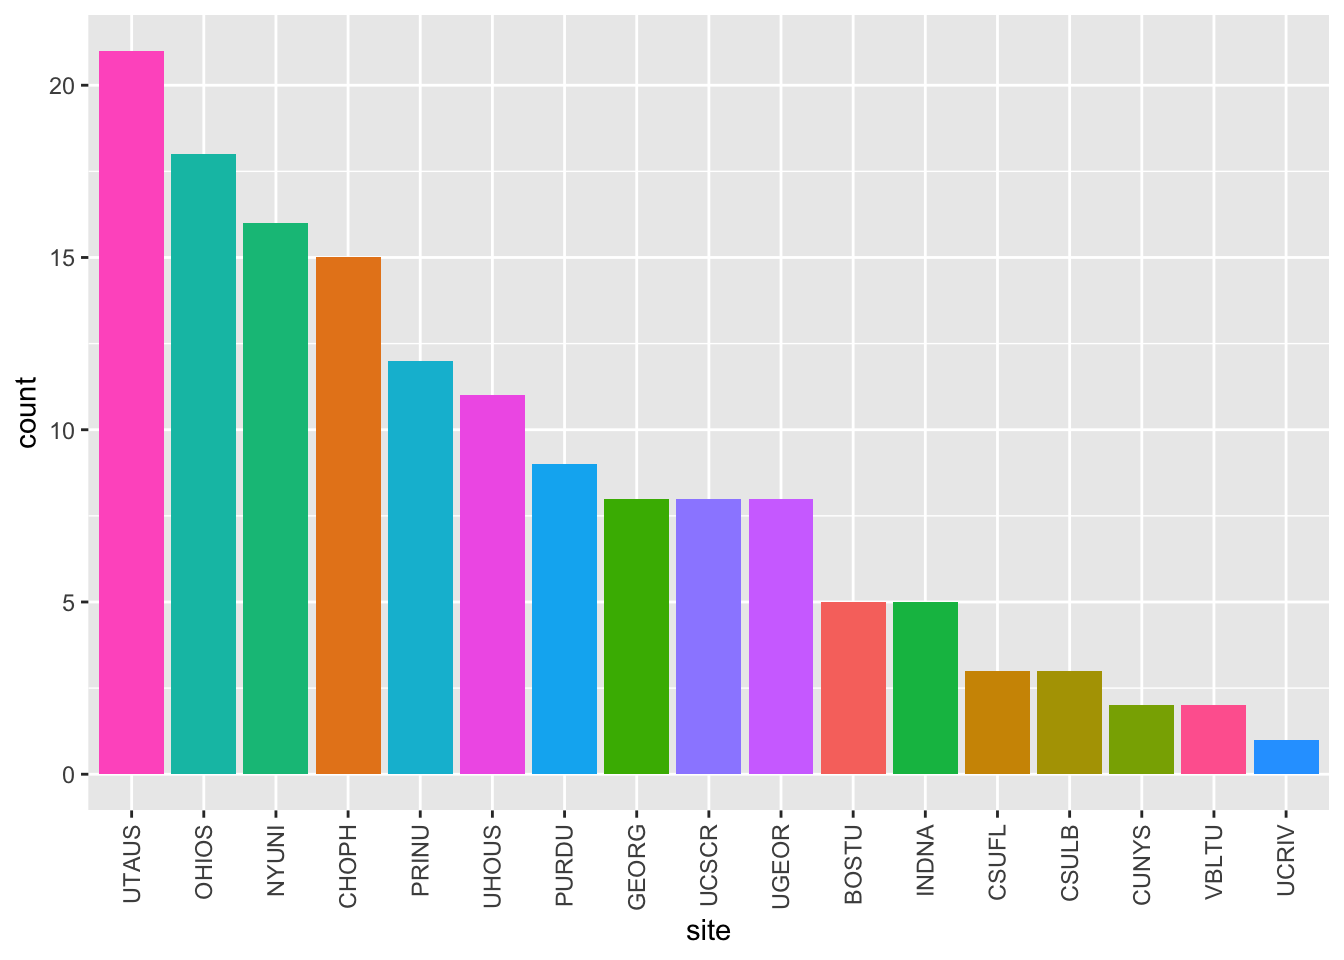 count
20
15
10
5
0
UTAUS
OHIOS
NYUNI
CHOPH
PRINU
UHOUS
PURDU
GEORG
UCSCR
UGEOR
BOSTU
INDNA
CSUFL
CSULB
CUNYS
VBLTU
UCRIV
site